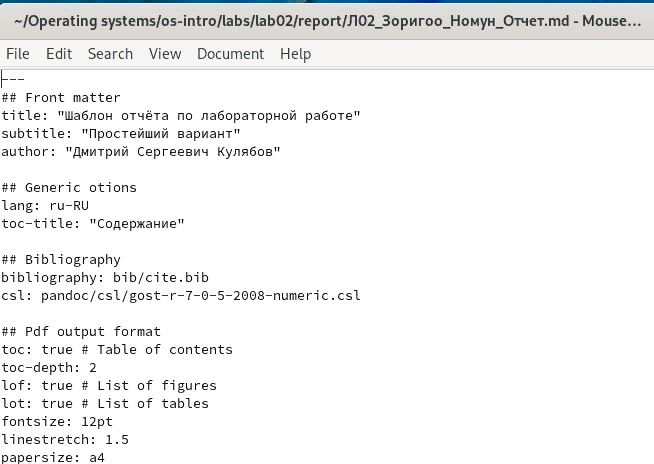 ~/Operating systems/os-intro/labs/lab02/report/Л02_Зоригоо_Номун_Отчет.md - Mouse...
File Edit Search View Document Help
---
## Front matter
title: "Шаблон отчёта по лабораторной работе"
subtitle: "Простейший вариант"
author: "Дмитрий Сергеевич Кулябов"
## Generic otions
lang: ru-RU
toc-title: "Содержание"
## Bibliography
bibliography: bib/cite.bib
csl: pandoc/csl/gost-r-7-0-5-2008-numeric.csl
## Pdf output format
toc: true # Table of contents
toc-depth: 2
lof: true # List of figures
lot: true # List of tables
fontsize: 12pt
linestretch: 1.5
papersize: a4